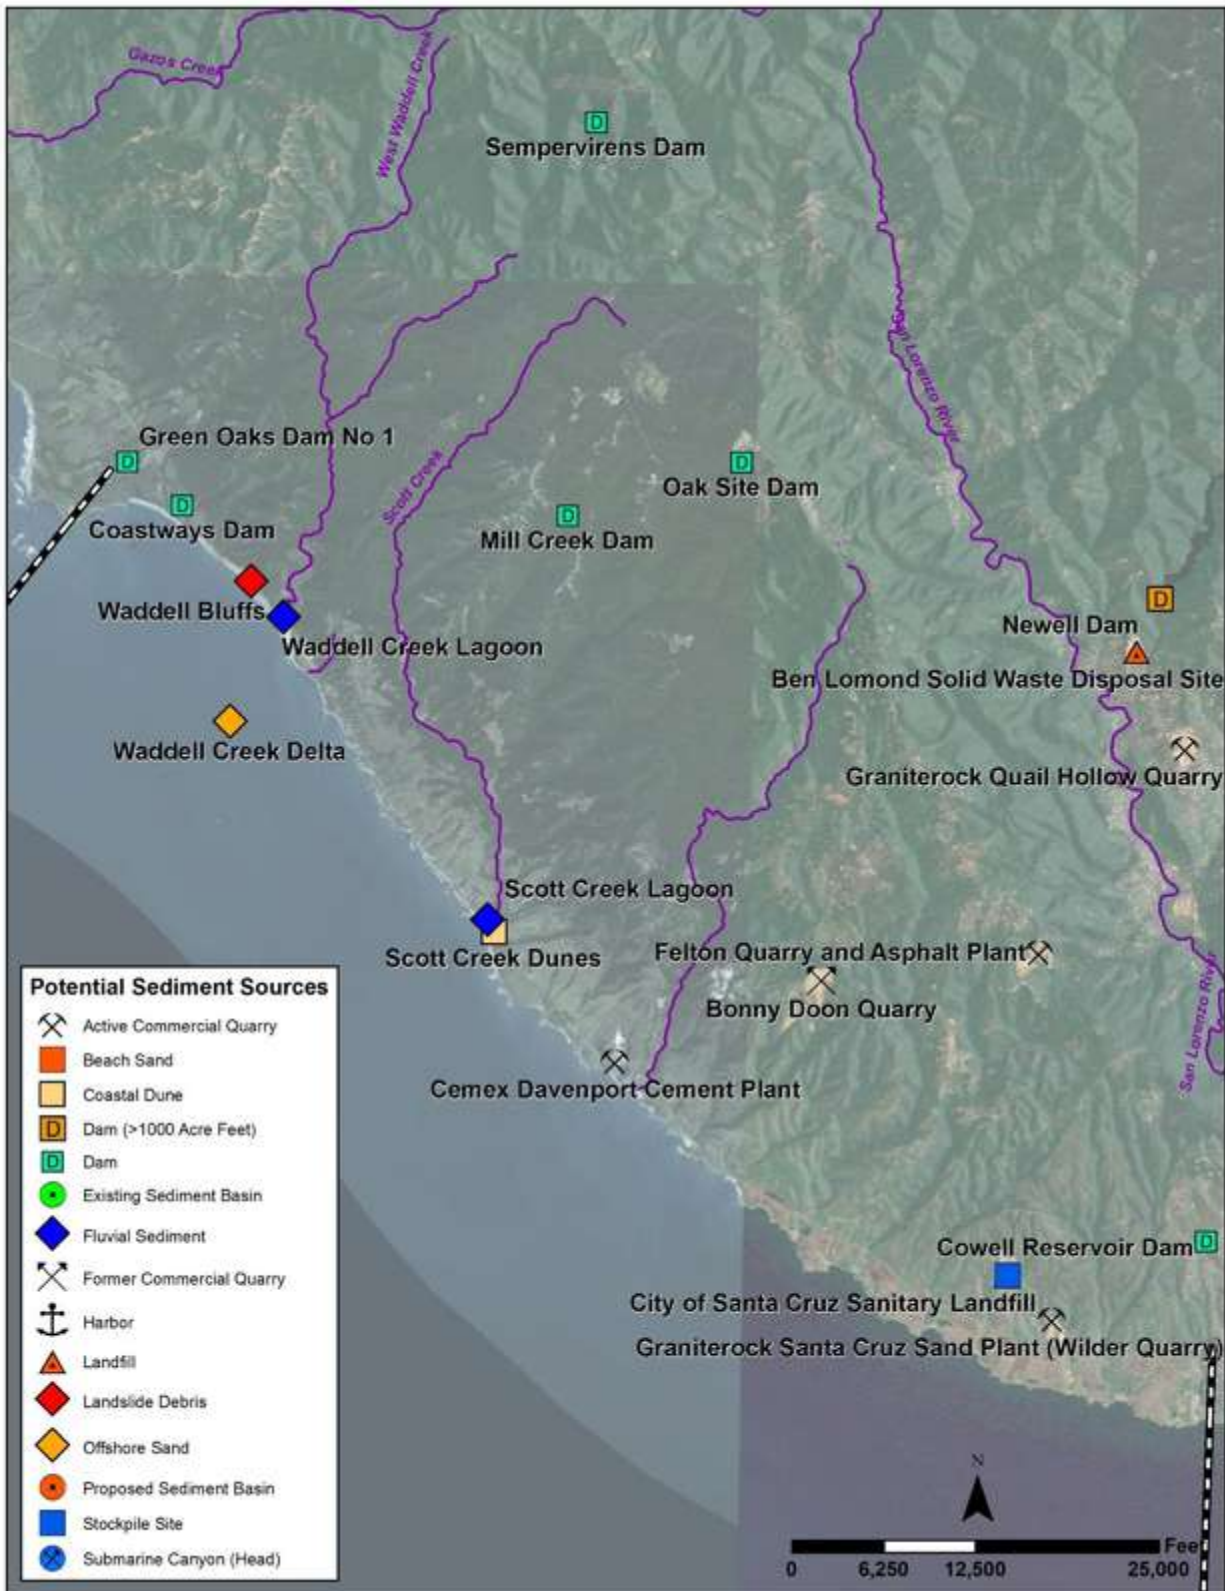 Gazos Creek
West Waddell Creek
D
Sempervirens Dam
San Lorenzo River
Green Oaks Dam No 1
D
D
Coastways Dam
Scott Creek
D
Oak Site Dam
D
Mill Creek Dam
Waddell Bluffs
Waddell Creek Lagoon
D
Newell Dam
Ben Lomond Solid Waste Disposal Site
Waddell Creek Delta
Graniterock Quail Hollow Quarry
Scott Creek Lagoon
Scott Creek Dunes
Felton Quarry and Asphalt Plant
Bonny Doon Quarry
San Lorenzo River
Cemex Davenport Cement Plant
Cowell Reservoir Dam
D
City of Santa Cruz Sanitary Landfill
Graniterock Santa Cruz Sand Plant (Wilder Quarry)
Potential Sediment Sources
Active Commercial Quarry
Beach Sand
Coastal Dune
D Dam (>1000 Acre Feet)
D Dam
Existing Sediment Basin
Fluvial Sediment
Former Commercial Quarry
Harbor
Landfill
Landslide Debris
Offshore Sand
Proposed Sediment Basin
Stockpile Site
Submarine Canyon (Head)
N
Fee
0 6,250 12,500 25,000